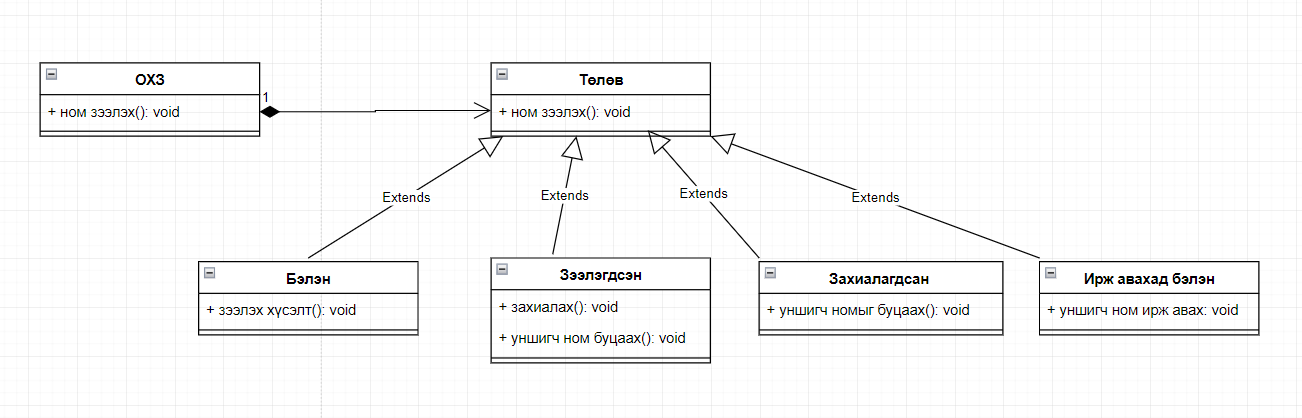 ОХЗ
+ ном зээлэх(): void
1
Төлөв
+ ном зээлэх(): void
Extends
Extends
Extends
Extends
Бэлэн
+ зээлэх хүсэлт(): void
Зээлэгдсэн
+ захиалах(): void
+ уншигч ном буцаах(): void
Захиалагдсан
+ уншигч номыг буцаах(): void
Ирж авахад бэлэн
+ уншигч ном ирж авах: void